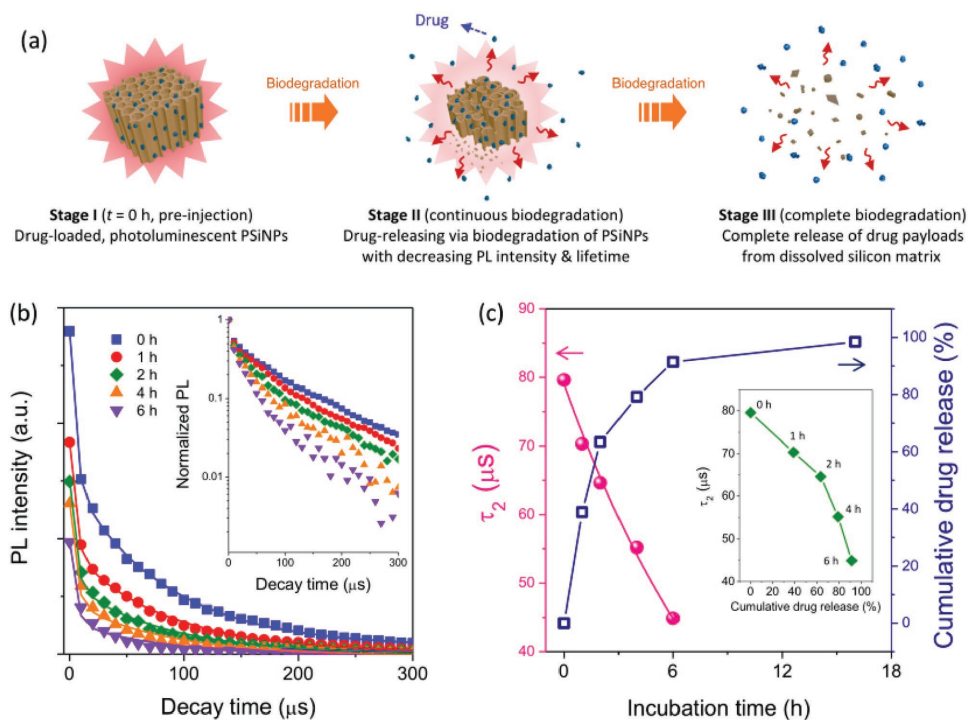 (a)
Drug
Biodegradation
Biodegradation
Stage I (t = 0 h, pre-injection)
Drug-loaded, photoluminescent PSiNPs
Stage II (continuous biodegradation)
Drug-releasing via biodegradation of PSiNPs
with decreasing PL intensity & lifetime
Stage III (complete biodegradation)
Complete release of drug payloads
from dissolved silicon matrix
(b)
PL intensity (a.u.)
0 h
1 h
2 h
4 h
6 h
Normalized PL
1
0.1
0.01
0
100
200
300
Decay time (μs)
0
100
200
300
Decay time (μs)
(c)
τ2 (μs)
90
80
70
60
50
40
0
6
12
18
Incubation time (h)
100
80
60
40
20
0
Cumulative drug release (%)
τ2 (μs)
80
70
60
50
40
0 h
1 h
2 h
4 h
6 h
0
20
40
60
80
100
Cumulative drug release (%)